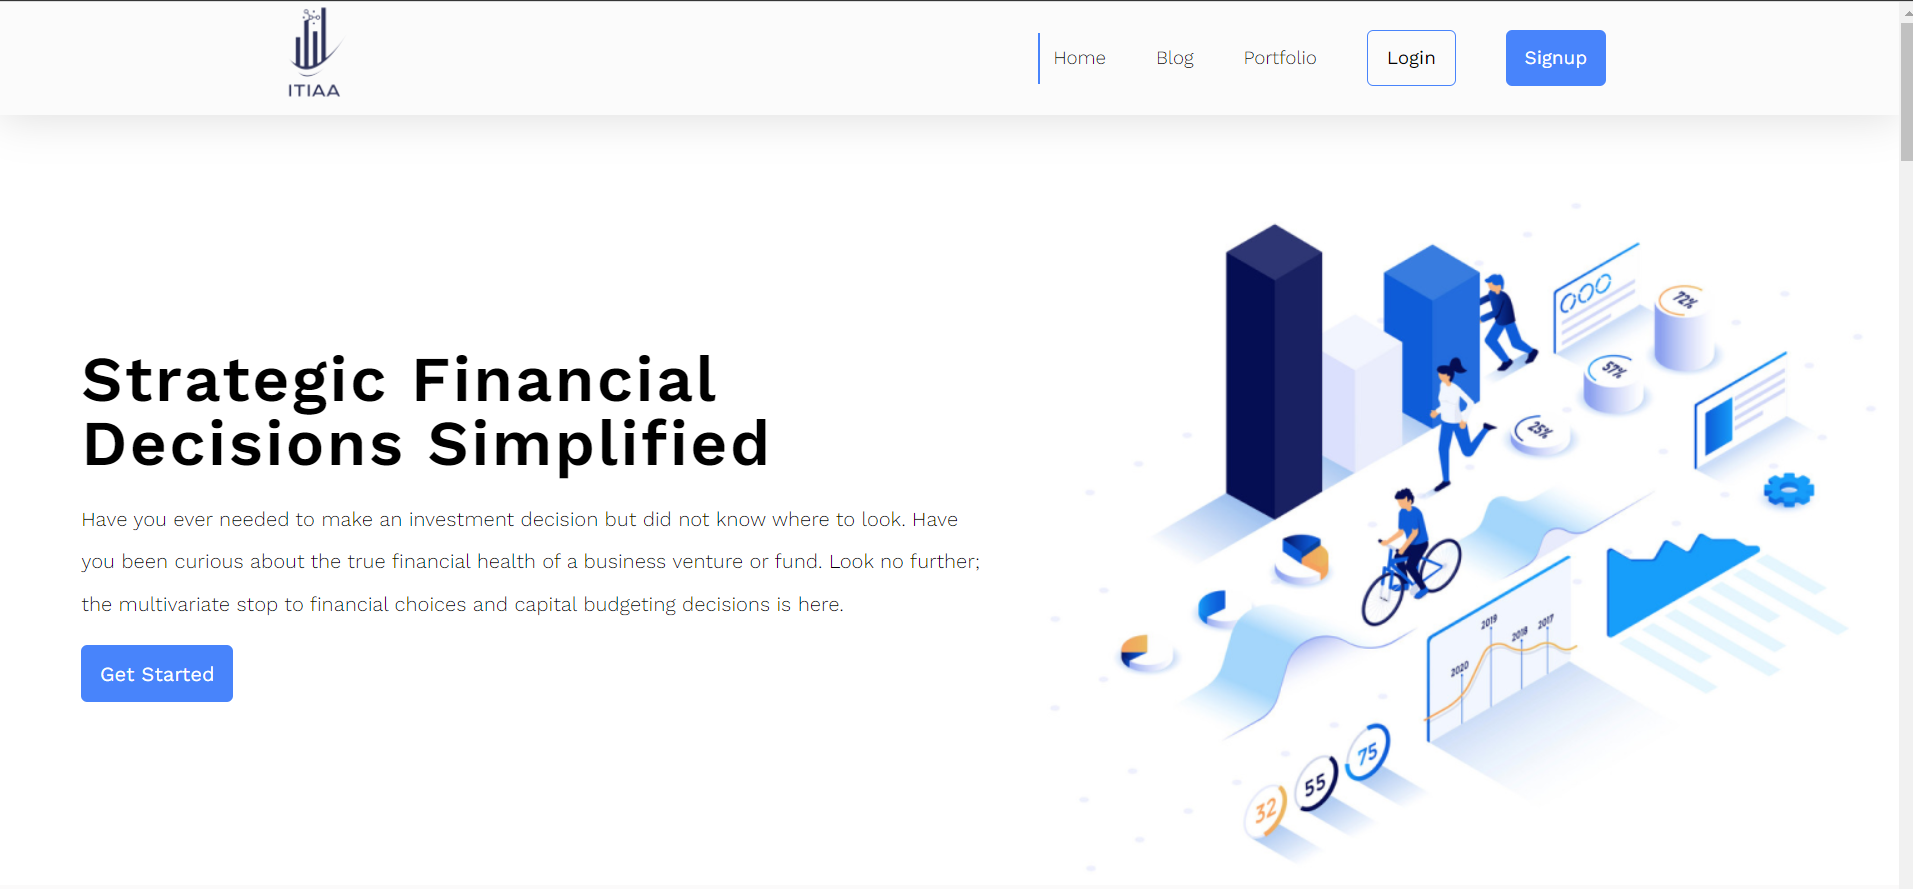 ITIAA
Home Blog Portfolio Login Signup
Strategic Financial
Decisions Simplified
Have you ever needed to make an investment decision but did not know where to look. Have
you been curious about the true financial health of a business venture or fund. Look no further;
the multivariate stop to financial choices and capital budgeting decisions is here.
Get Started
72%
57%
25%
2019
2018
2017
2020
75
55
32